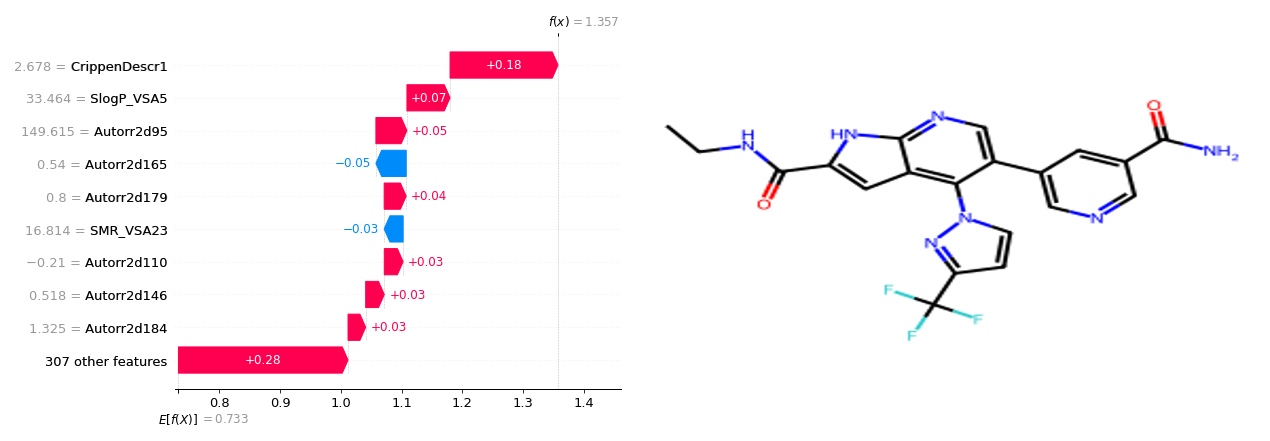 f(x) = 1.357
2.678 = CrippenDescr1
+0.18
33.464 = SlogP_VSA5
+0.07
149.615 = Autorr2d95
+0.05
0.54 = Autorr2d165
−0.05
0.8 = Autorr2d179
+0.04
16.814 = SMR_VSA23
−0.03
−0.21 = Autorr2d110
+0.03
0.518 = Autorr2d146
+0.03
1.325 = Autorr2d184
+0.03
307 other features
+0.28
0.8 0.9 1.0 1.1 1.2 1.3 1.4
E[f(X)] = 0.733
O
N
HN
H
N
NH2
O
N
N
N
F
F
F